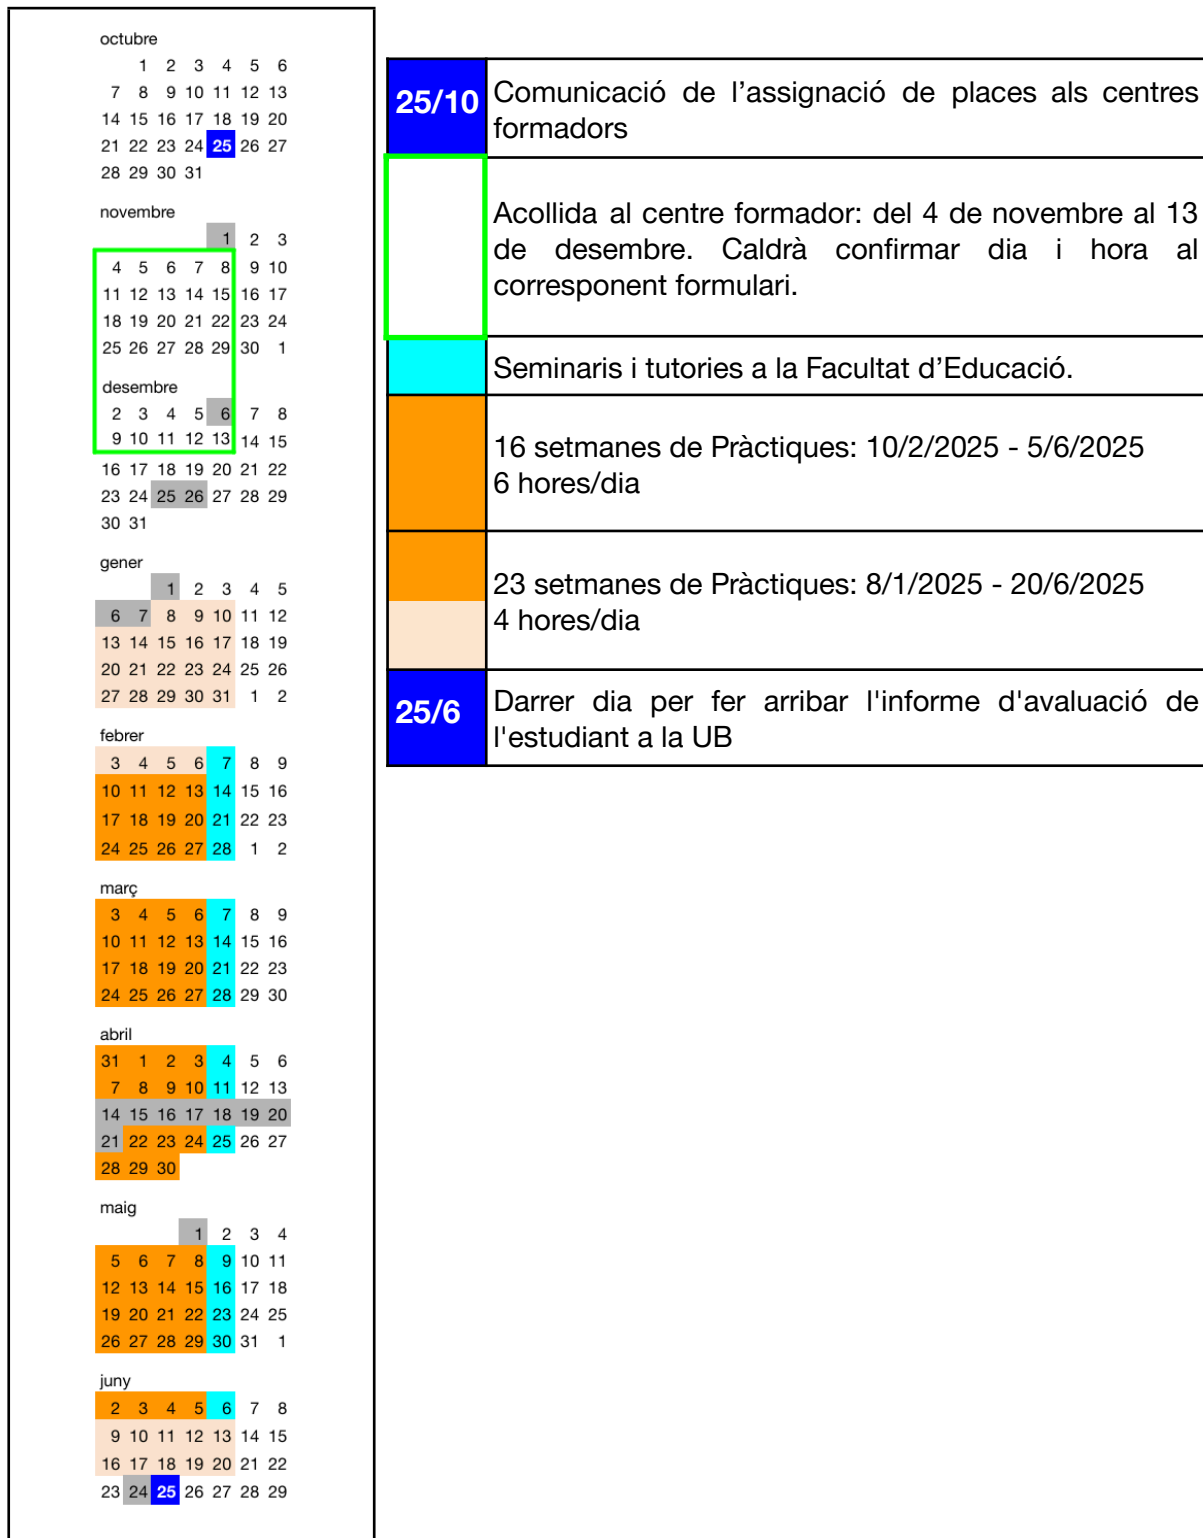 octubre
1 2 3 4 5 6
7 8 9 10 11 12 13
14 15 16 17 18 19 20
21 22 23 24 25 26 27
28 29 30 31
novembre
1 2 3
4 5 6 7 8 9 10
11 12 13 14 15 16 17
18 19 20 21 22 23 24
25 26 27 28 29 30 1
desembre
2 3 4 5 6 7 8
9 10 11 12 13 14 15
16 17 18 19 20 21 22
23 24 25 26 27 28 29
30 31
gener
1 2 3 4 5
6 7 8 9 10 11 12
13 14 15 16 17 18 19
20 21 22 23 24 25 26
27 28 29 30 31 1 2
febrer
3 4 5 6 7 8 9
10 11 12 13 14 15 16
17 18 19 20 21 22 23
24 25 26 27 28 1 2
març
3 4 5 6 7 8 9
10 11 12 13 14 15 16
17 18 19 20 21 22 23
24 25 26 27 28 29 30
abril
31 1 2 3 4 5 6
7 8 9 10 11 12 13
14 15 16 17 18 19 20
21 22 23 24 25 26 27
28 29 30
maig
1 2 3 4
5 6 7 8 9 10 11
12 13 14 15 16 17 18
19 20 21 22 23 24 25
26 27 28 29 30 31 1
juny
2 3 4 5 6 7 8
9 10 11 12 13 14 15
16 17 18 19 20 21 22
23 24 25 26 27 28 29
25/10 Comunicació de l’assignació de places als centres
formadors
Acollida al centre formador: del 4 de novembre al 13
de desembre. Caldrà confirmar dia i hora al
corresponent formulari.
Seminaris i tutories a la Facultat d’Educació.
16 setmanes de Pràctiques: 10/2/2025 - 5/6/2025
6 hores/dia
23 setmanes de Pràctiques: 8/1/2025 - 20/6/2025
4 hores/dia
25/6 Darrer dia per fer arribar l'informe d'avaluació de
l'estudiant a la UB